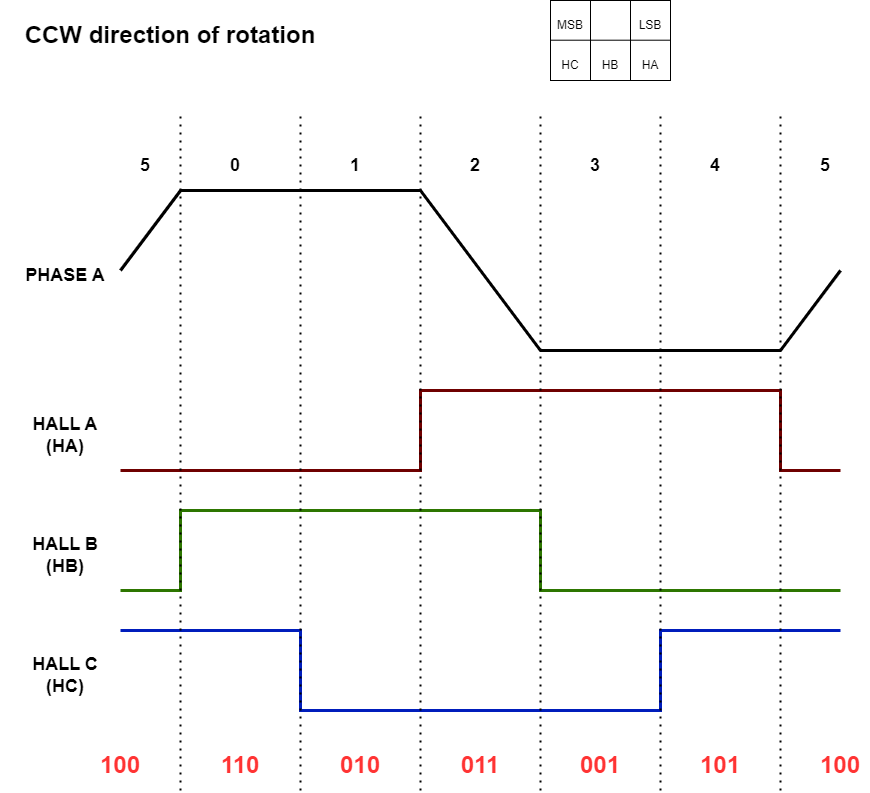 CCW direction of rotation
MSB LSB
HC HB HA
5 0 1 2 3 4 5
PHASE A
HALL A
(HA)
HALL B
(HB)
HALL C
(HC)
100 110 010 011 001 101 100